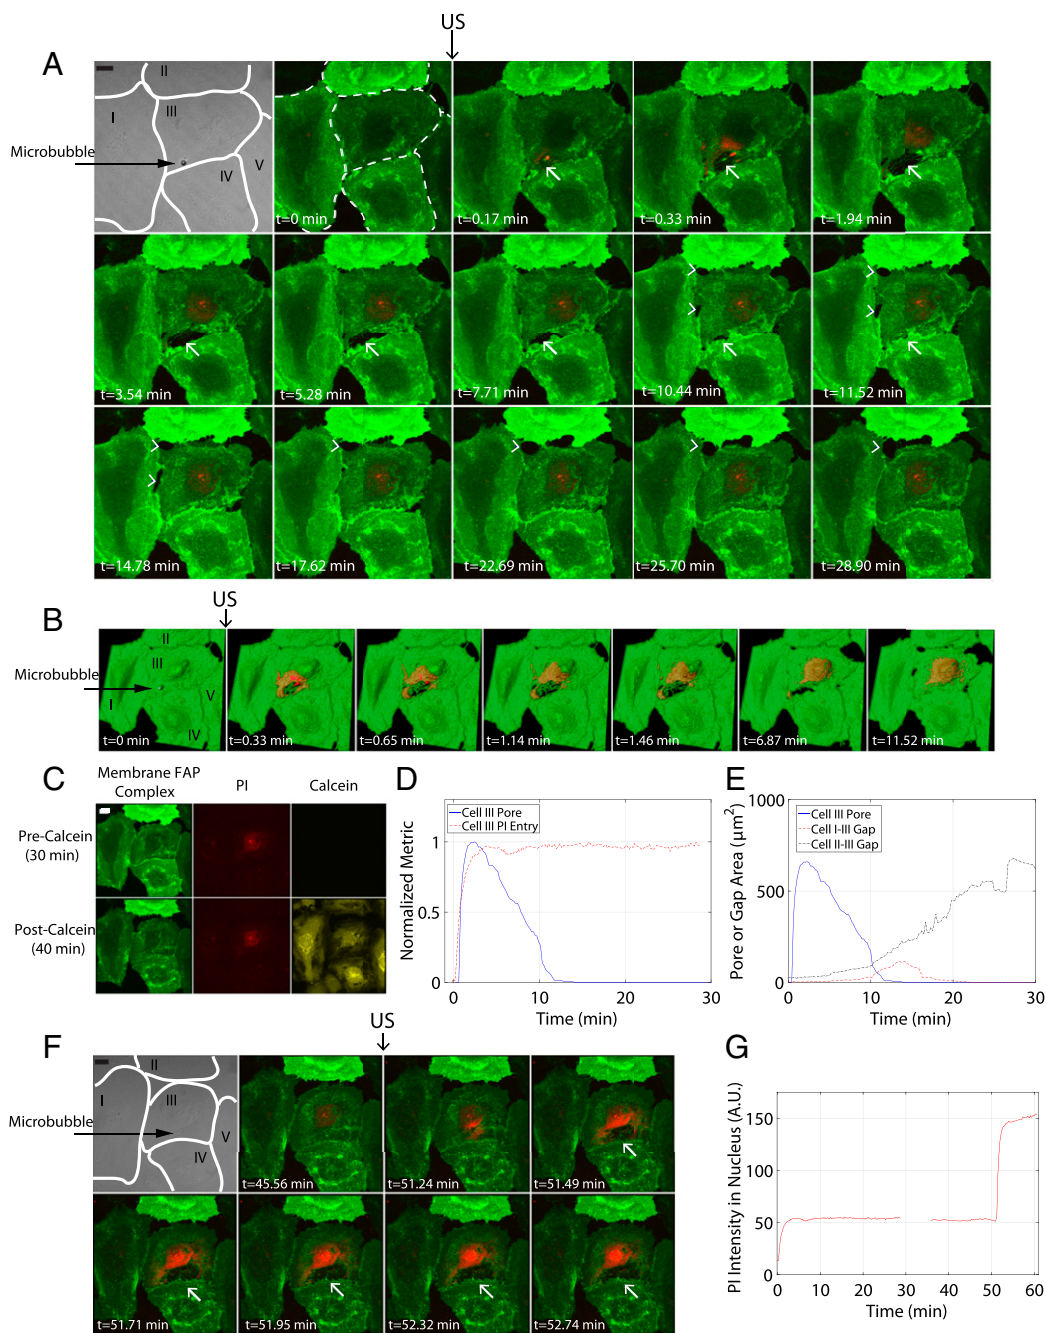 US
A
I
II
III
IV
V
Microbubble
t=0 min
t=0.17 min
t=0.33 min
t=1.94 min
t=3.54 min
t=5.28 min
t=7.71 min
t=10.44 min
t=11.52 min
t=14.78 min
t=17.62 min
t=22.69 min
t=25.70 min
t=28.90 min
US
B
Microbubble
II
III
V
I
IV
t=0 min
t=0.33 min
t=0.65 min
t=1.14 min
t=1.46 min
t=6.87 min
t=11.52 min
C
Membrane FAP
Complex
PI
Calcein
Pre-Calcein
(30 min)
Post-Calcein
(40 min)
D
Normalized Metric
1
0.5
0
Cell III Pore
Cell III PI Entry
0
10
20
30
Time (min)
E
Pore or Gap Area (µm²)
1000
500
0
Cell III Pore
Cell I-III Gap
Cell II-III Gap
0
10
20
30
Time (min)
US
F
Microbubble
I
II
III
IV
V
t=45.56 min
t=51.24 min
t=51.49 min
t=51.71 min
t=51.95 min
t=52.32 min
t=52.74 min
G
PI Intensity in Nucleus (A.U.)
150
100
50
0
0
10
20
30
40
50
60
Time (min)